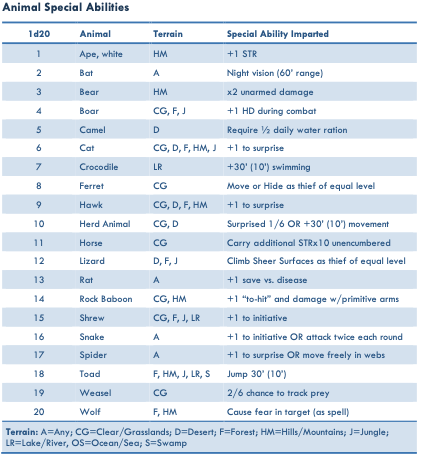 Animal Special Abilities
1d20 Animal Terrain Special Ability Imparted
1 Ape, white HM +1 STR
2 Bat A Night vision (60' range)
3 Bear HM x2 unarmed damage
4 Boar CG, F, J +1 HD during combat
5 Camel D Require ½ daily water ration
6 Cat CG, D, F, HM, J +1 to surprise
7 Crocodile LR +30' (10') swimming
8 Ferret CG Move or Hide as thief of equal level
9 Hawk CG, D, F, HM +1 to surprise
10 Herd Animal CG, D Surprised 1/6 OR +30' (10') movement
11 Horse CG Carry additional STRx10 unencumbered
12 Lizard D, F, J Climb Sheer Surfaces as thief of equal level
13 Rat A +1 save vs. disease
14 Rock Baboon CG, HM +1 "to-hit" and damage w/primitive arms
15 Shrew CG, F, J, LR +1 to initiative
16 Snake A +1 to initiative OR attack twice each round
17 Spider A +1 to surprise OR move freely in webs
18 Toad F, HM, J, LR, S Jump 30' (10')
19 Weasel CG 2/6 chance to track prey
20 Wolf F, HM Cause fear in target (as spell)
Terrain: A=Any; CG=Clear/Grasslands; D=Desert; F=Forest; HM=Hills/Mountains; J=Jungle;
LR=Lake/River, OS=Ocean/Sea; S=Swamp